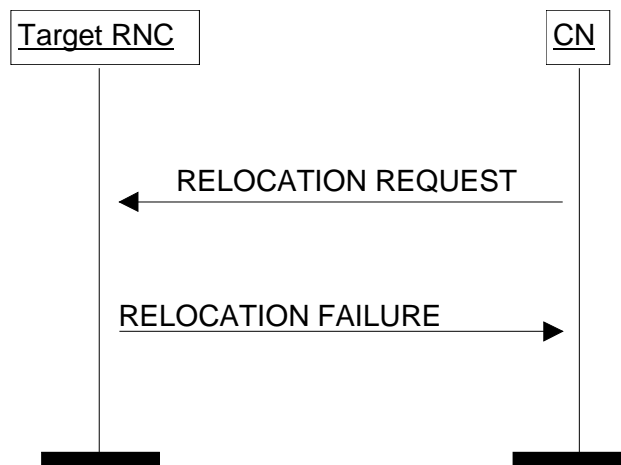 Target RNC
CN
RELOCATION REQUEST
RELOCATION FAILURE